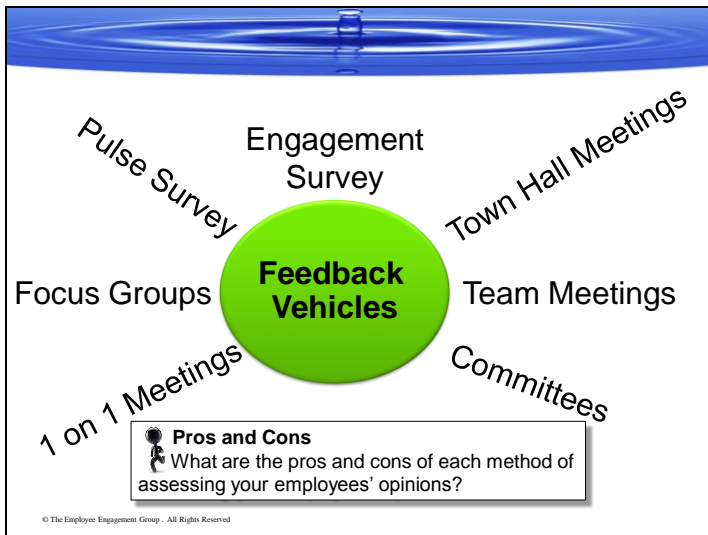 Pulse Survey
Engagement
Survey
Town Hall Meetings
Focus Groups
Feedback
Vehicles
Team Meetings
1 on 1 Meetings
Committees
Pros and Cons
What are the pros and cons of each method of
assessing your employees’ opinions?
© The Employee Engagement Group . All Rights Reserved